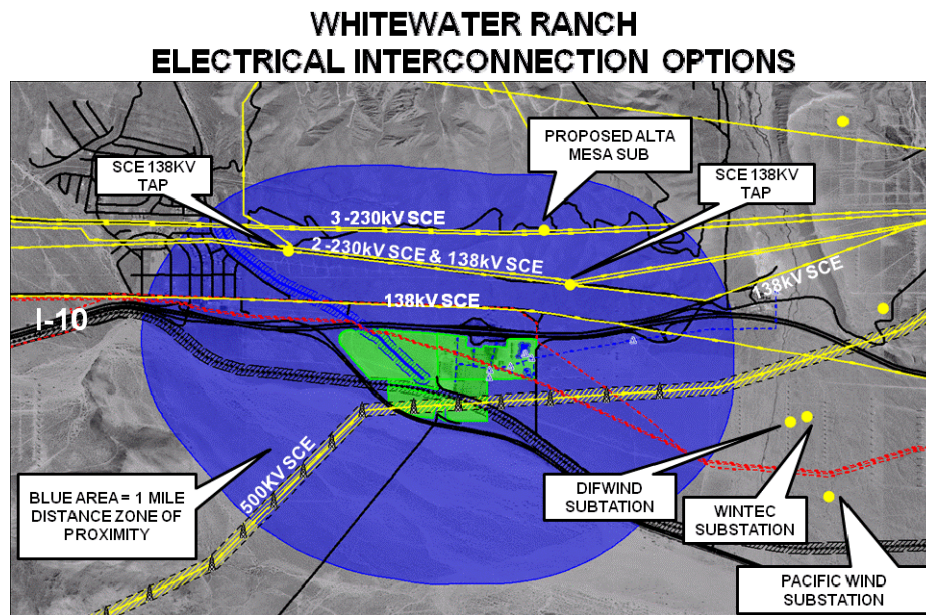 WHITEWATER RANCH
ELECTRICAL INTERCONNECTION OPTIONS
PROPOSED ALTA
MESA SUB
SCE 138KV
TAP
SCE 138KV
TAP
3 -230kV SCE
2 -230kV SCE & 138kV SCE
138kV SCE
138kV SCE
I-10
500KV SCE
BLUE AREA = 1 MILE
DISTANCE ZONE OF
PROXIMITY
DIFWIND
SUBTATION
WINTEC
SUBSTATION
PACIFIC WIND
SUBSTATION